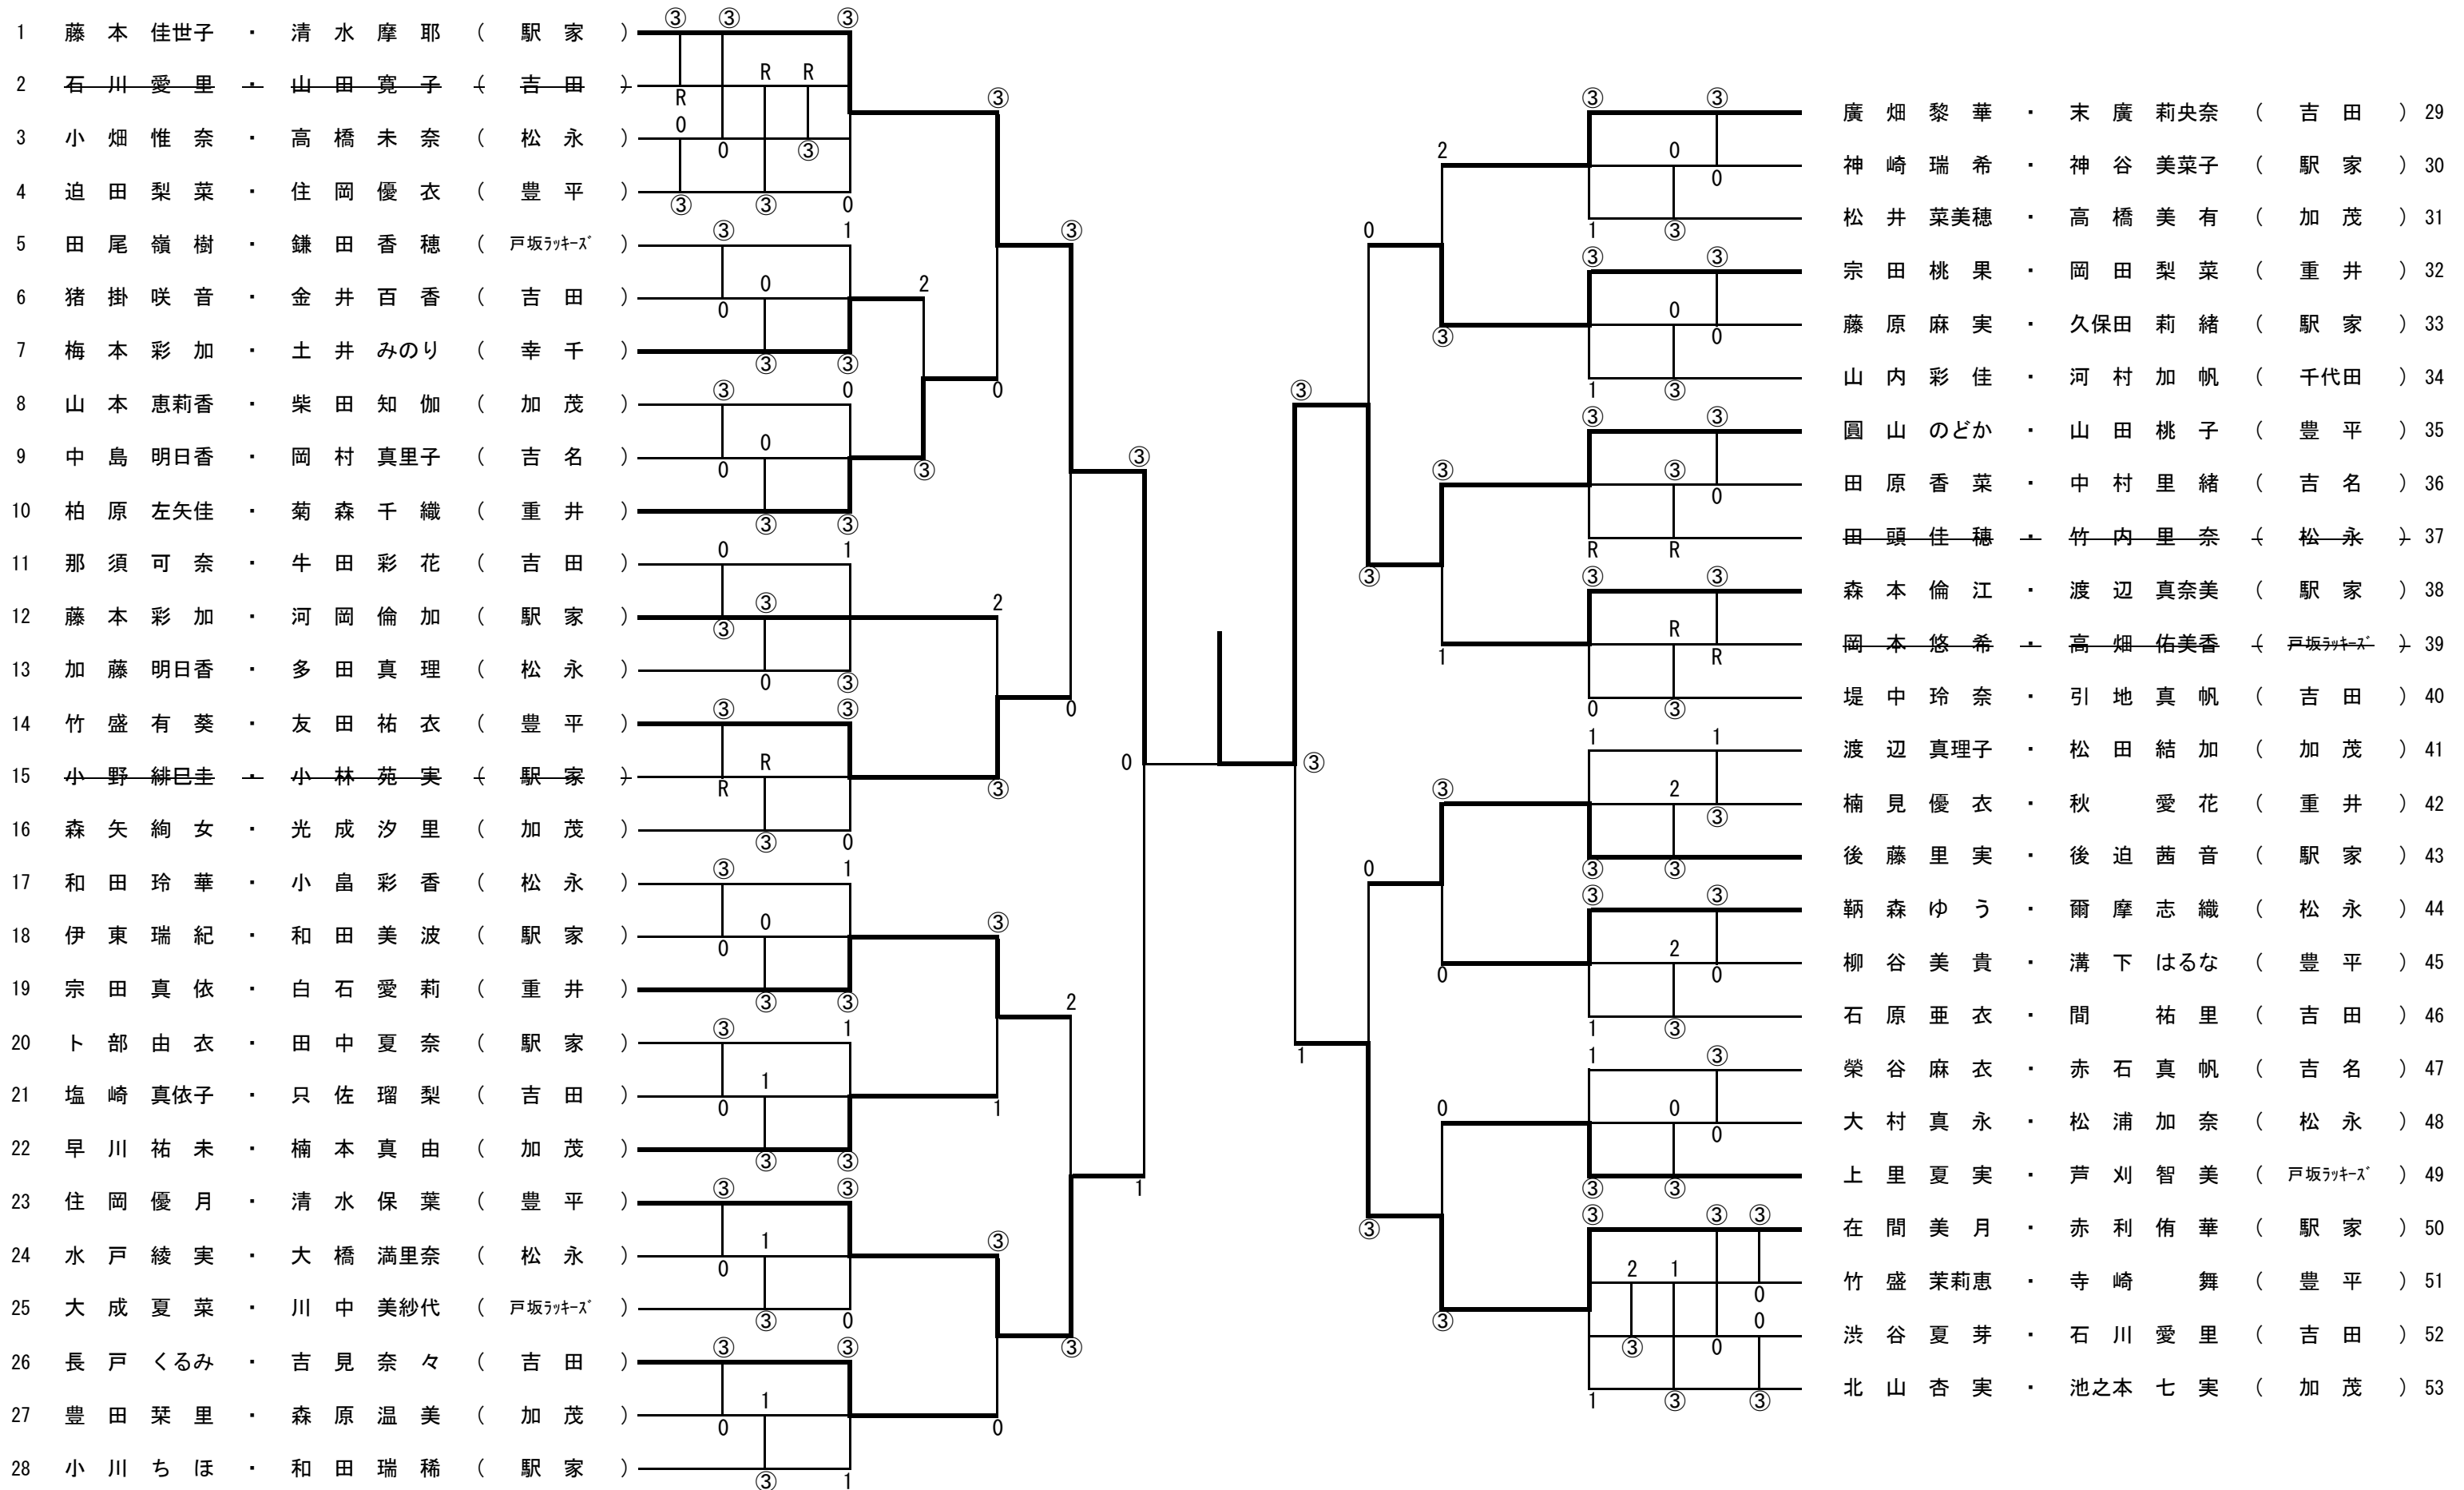 1 藤本 佳世子 ・ 清水摩耶 ( 駅家 )
2 石川愛里 ・ 山田寛子 ( 吉田 )
3 小畑惟奈 ・ 高橋未奈 ( 松永 )
4 迫田梨菜 ・ 住岡優衣 ( 豊平 )
5 田尾嶺樹 ・ 鎌田香穂 ( 戸坂ﾗｯｷｰｽﾞ )
6 猪掛咲音 ・ 金井百香 ( 吉田 )
7 梅本彩加 ・ 土井 みのり ( 幸千 )
8 山本 恵莉香 ・ 柴田知伽 ( 加茂 )
9 中島 明日香 ・ 岡村 真里子 ( 吉名 )
10 柏原 左矢佳 ・ 菊森千織 ( 重井 )
11 那須可奈 ・ 牛田彩花 ( 吉田 )
12 藤本彩加 ・ 河岡倫加 ( 駅家 )
13 加藤 明日香 ・ 多田真理 ( 松永 )
14 竹盛有葵 ・ 友田祐衣 ( 豊平 )
15 小野 緋巳圭 ・ 小林苑実 ( 駅家 )
16 森矢絢女 ・ 光成汐里 ( 加茂 )
17 和田玲華 ・ 小畠彩香 ( 松永 )
18 伊東瑞紀 ・ 和田美波 ( 駅家 )
19 宗田真依 ・ 白石愛莉 ( 重井 )
20 卜部由衣 ・ 田中夏奈 ( 駅家 )
21 塩崎 真依子 ・ 只佐瑠梨 ( 吉田 )
22 早川祐未 ・ 楠本真由 ( 加茂 )
23 住岡優月 ・ 清水保葉 ( 豊平 )
24 水戸綾実 ・ 大橋 満里奈 ( 松永 )
25 大成夏菜 ・ 川中 美紗代 ( 戸坂ﾗｯｷｰｽﾞ )
26 長戸 くるみ ・ 吉見奈々 ( 吉田 )
27 豊田栞里 ・ 森原温美 ( 加茂 )
28 小川ちほ ・ 和田瑞稀 ( 駅家 )
廣畑黎華 ・ 末廣 莉央奈 ( 吉田 ) 29
神崎瑞希 ・ 神谷 美菜子 ( 駅家 ) 30
松井 菜美穂 ・ 高橋美有 ( 加茂 ) 31
宗田桃果 ・ 岡田梨菜 ( 重井 ) 32
藤原麻実 ・ 久保田 莉緒 ( 駅家 ) 33
山内彩佳 ・ 河村加帆 ( 千代田 ) 34
圓山 のどか ・ 山田桃子 ( 豊平 ) 35
田原香菜 ・ 中村里緒 ( 吉名 ) 36
田頭佳穂 ・ 竹内里奈 ( 松永 ) 37
森本倫江 ・ 渡辺 真奈美 ( 駅家 ) 38
岡本悠希 ・ 高畑 佑美香 ( 戸坂ﾗｯｷｰｽﾞ ) 39
堤中玲奈 ・ 引地真帆 ( 吉田 ) 40
渡辺 真理子 ・ 松田結加 ( 加茂 ) 41
楠見優衣 ・ 秋 愛花 ( 重井 ) 42
後藤里実 ・ 後迫茜音 ( 駅家 ) 43
鞆森ゆう ・ 爾摩志織 ( 松永 ) 44
柳谷美貴 ・ 溝下 はるな ( 豊平 ) 45
石原亜衣 ・ 間 祐里 ( 吉田 ) 46
榮谷麻衣 ・ 赤石真帆 ( 吉名 ) 47
大村真永 ・ 松浦加奈 ( 松永 ) 48
上里夏実 ・ 芦刈智美 ( 戸坂ﾗｯｷｰｽﾞ ) 49
在間美月 ・ 赤利侑華 ( 駅家 ) 50
竹盛 茉莉恵 ・ 寺崎 舞 ( 豊平 ) 51
渋谷夏芽 ・ 石川愛里 ( 吉田 ) 52
北山杏実 ・ 池之本 七実 ( 加茂 ) 53